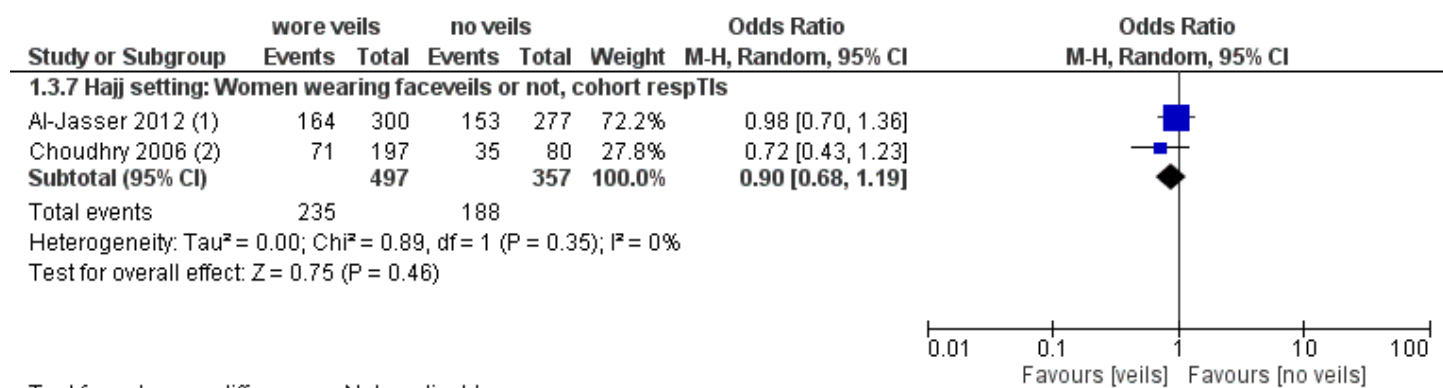 wore veils no veils Odds Ratio Odds Ratio
Study or Subgroup Events Total Events Total Weight M-H, Random, 95% CI M-H, Random, 95% CI
1.3.7 Hajj setting: Women wearing faceveils or not, cohort respTIs
Al-Jasser 2012 (1) 164 300 153 277 72.2% 0.98 [0.70, 1.36]
Choudhry 2006 (2) 71 197 35 80 27.8% 0.72 [0.43, 1.23]
Subtotal (95% CI) 497 357 100.0% 0.90 [0.68, 1.19]
Total events 235 188
Heterogeneity: Tau² = 0.00; Chi² = 0.89, df = 1 (P = 0.35); I² = 0%
Test for overall effect: Z = 0.75 (P = 0.46)
0.01 0.1 1 10 100
Favours [veils] Favours [no veils]